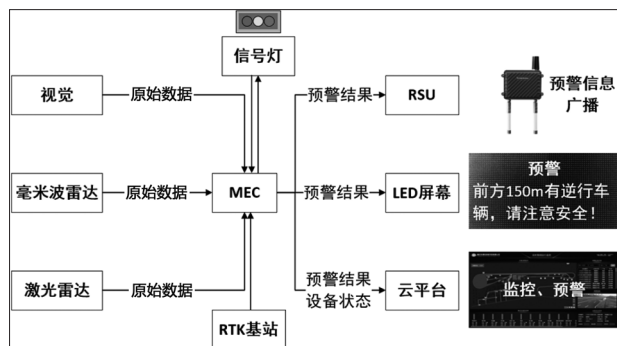 信号灯
视觉
原始数据
预警结果
RSU
预警信息
广播
毫米波雷达
原始数据
MEC
预警结果
LED屏幕
预警
前方150m有逆行车
辆，请注意安全！
激光雷达
原始数据
预警结果
设备状态
云平台
监控、预警
RTK基站